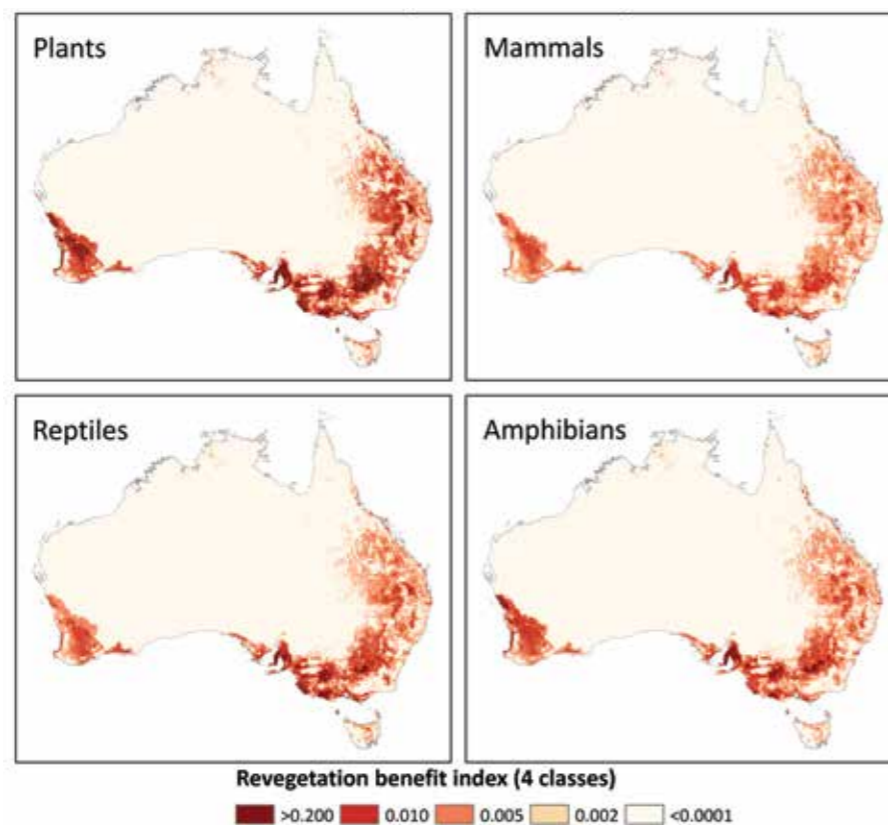 Plants
Mammals
Reptiles
Amphibians
Revegetation benefit index (4 classes)
>0.200 0.010 0.005 0.002 <0.0001